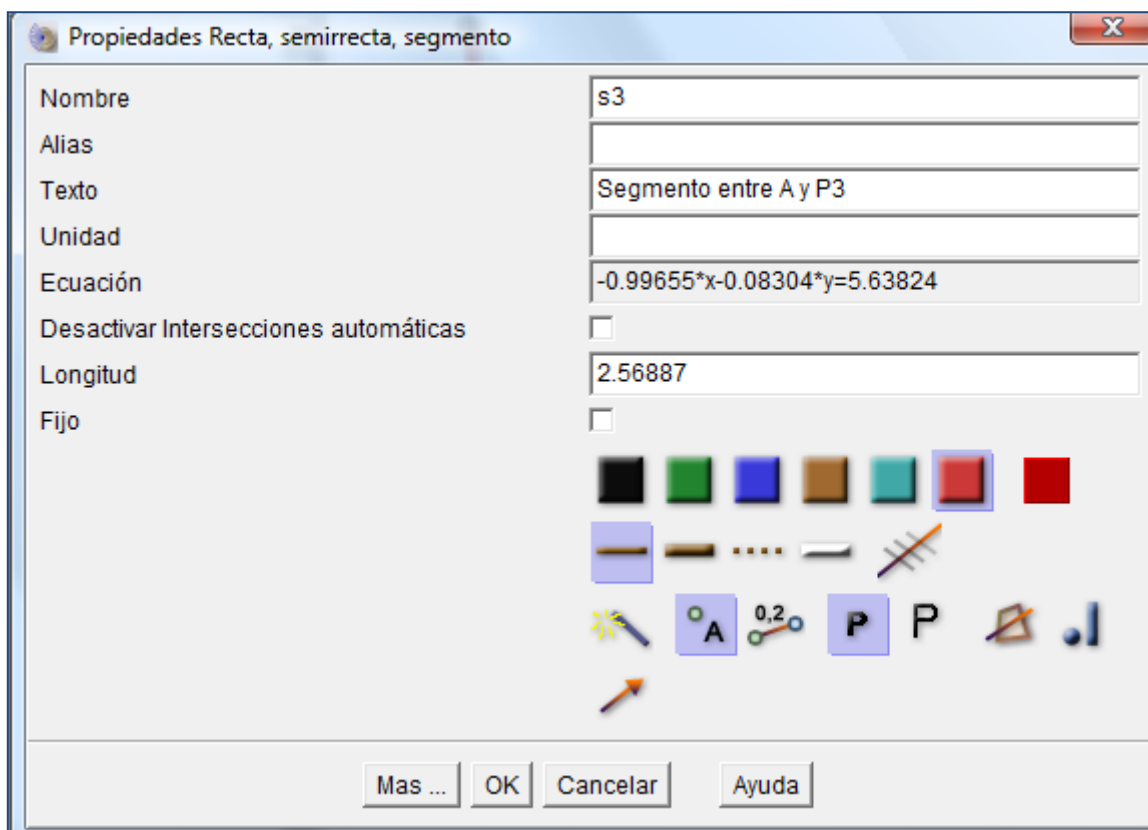 Propiedades Recta, semirrecta, segmento
X
Nombre
s3
Alias
Texto
Segmento entre A y P3
Unidad
Ecuación
-0.99655*x-0.08304*y=5.63824
Desactivar Intersecciones automáticas
Longitud
2.56887
Fijo
A
0,2
P
P
Mas ...
OK
Cancelar
Ayuda